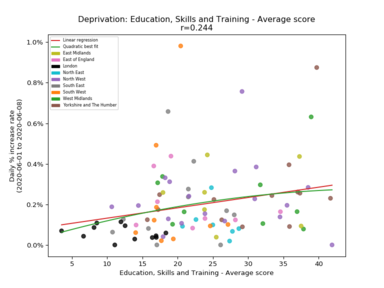 Deprivation: Education, Skills and Training - Average score
r=0.244
Linear regression
Quadratic best fit
East Midlands
East of England
London
North East
North West
South East
South West
West Midlands
Yorkshire and The Humber
1.0%
0.8%
0.6%
0.4%
0.2%
0.0%
Daily % increase rate
(2020-06-01 to 2020-06-08)
5 10 15 20 25 30 35 40
Education, Skills and Training - Average score